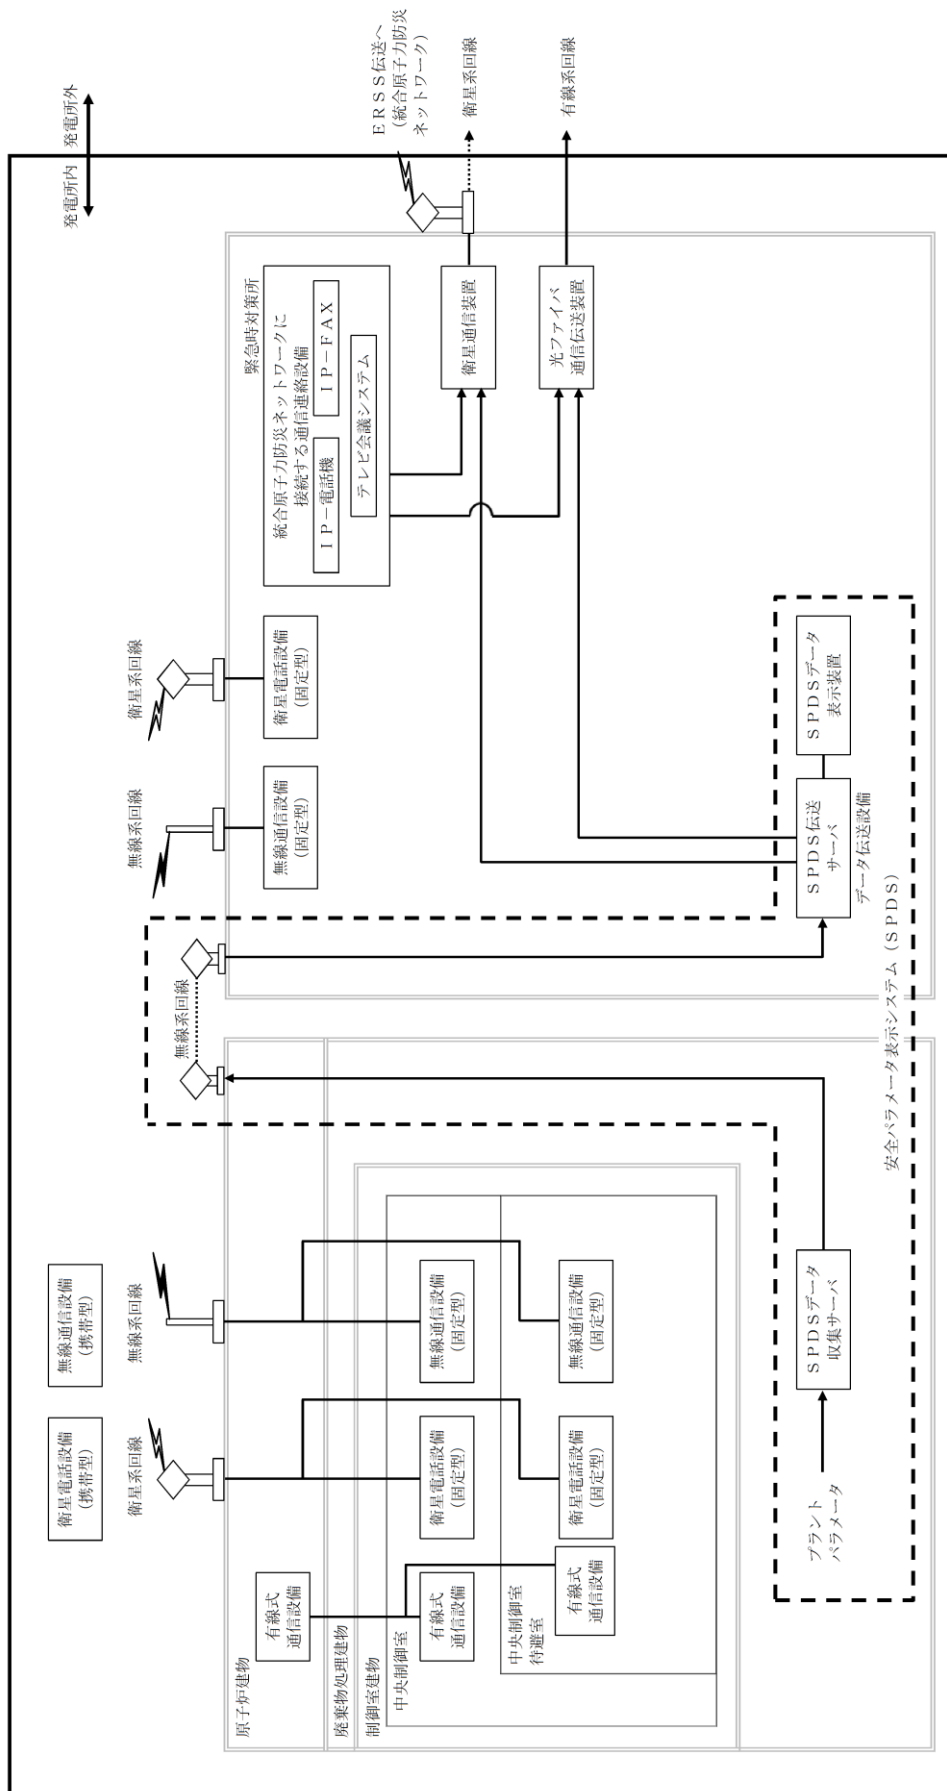 発電所内
発電所外
ERSS伝送へ
(統合原子力防災
ネットワーク)
衛星系回線
有線系回線
衛星電話設備
(携帯型)
無線通信設備
(携帯型)
衛星系回線
無線系回線
無線系回線
無線系回線
衛星系回線
原子炉建物
有線式
通信設備
廃棄物処理建物
制御室建物
中央制御室
有線式
通信設備
衛星電話設備
(固定型)
無線通信設備
(固定型)
中央制御室
待避室
有線式
通信設備
衛星電話設備
(固定型)
無線通信設備
(固定型)
プラント
パラメータ
SPDSデータ
収集サーバ
無線通信設備
(固定型)
衛星電話設備
(固定型)
緊急時対策所
統合原子力防災ネットワークに
接続する通信連絡設備
IP-電話機
IP-FAX
テレビ会議システム
衛星通信装置
光ファイバ
通信伝送装置
SPDS伝送
サーバ
データ伝送設備
SPDSデータ
表示装置
安全パラメータ表示システム(SPDS)